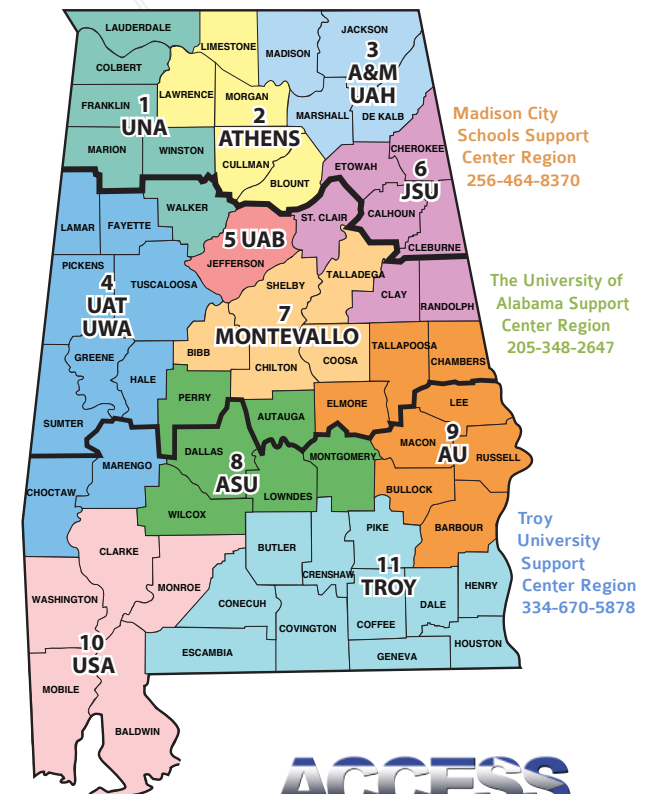 LAUDERDALE
LIMESTONE
MADISON
JACKSON
COLBERT
3
A&M
UAH
LAWRENCE
MORGAN
FRANKLIN
1
UNA
2
ATHENS
MARSHALL
DE KALB
MARION
WINSTON
CULLMAN
BLOUNT
ETOWAH
CHEROKEE
6
JSU
Madison City
Schools Support
Center Region
256-464-8370
WALKER
ST. CLAIR
CALHOUN
LAMAR
FAYETTE
5 UAB
JEFFERSON
CLEBURNE
PICKENS
TUSCALOOSA
4
UAT
UWA
SHELBY
TALLADEGA
CLAY
RANDOLPH
The University of
Alabama Support
Center Region
205-348-2647
7
MONTEVALLO
BIBB
CHILTON
COOSA
TALLAPOOSA
CHAMBERS
GREENE
HALE
PERRY
AUTAUGA
ELMORE
LEE
SUMTER
DALLAS
8
ASU
MONTGOMERY
MACON
9
AU
RUSSELL
MARENGO
CHOCTAW
LOWNDES
BULLOCK
WILCOX
BARBOUR
CLARKE
BUTLER
PIKE
CRENSHAW
11
TROY
Troy
University
Support
Center Region
334-670-5878
WASHINGTON
MONROE
CONECUH
COVINGTON
COFFEE
DALE
HENRY
10
USA
ESCAMBIA
GENEVA
HOUSTON
MOBILE
BALDWIN
ACCESS